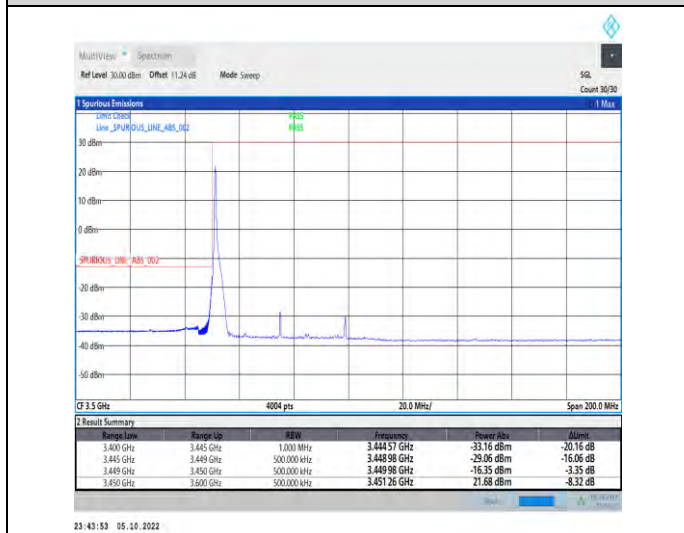 MultiView Spectrum
Ref Level 30.00 dBm Offset 11.24 dB Mode Sweep SGL
Count 30/30
1 Spurious Emissions 1 Max
Limit Check PASS
Line _SPURIOUS_LINE_ABS_002 PASS
30 dBm
20 dBm
10 dBm
0 dBm
_SPURIOUS_LINE_ABS_002
-20 dBm
-30 dBm
-40 dBm
-50 dBm
CF 3.5 GHz 4004 pts 20.0 MHz/ Span 200.0 MHz
2 Result Summary
Range Low Range Up RBW Frequency Power Abs ΔLimit
3.400 GHz 3.445 GHz 1.000 MHz 3.444 57 GHz -33.16 dBm -20.16 dB
3.445 GHz 3.449 GHz 500.000 kHz 3.448 98 GHz -29.06 dBm -16.06 dB
3.449 GHz 3.450 GHz 500.000 kHz 3.449 98 GHz -16.35 dBm -3.35 dB
3.450 GHz 3.600 GHz 500.000 kHz 3.451 26 GHz 21.68 dBm -8.32 dB
23:43:53 05.10.2022